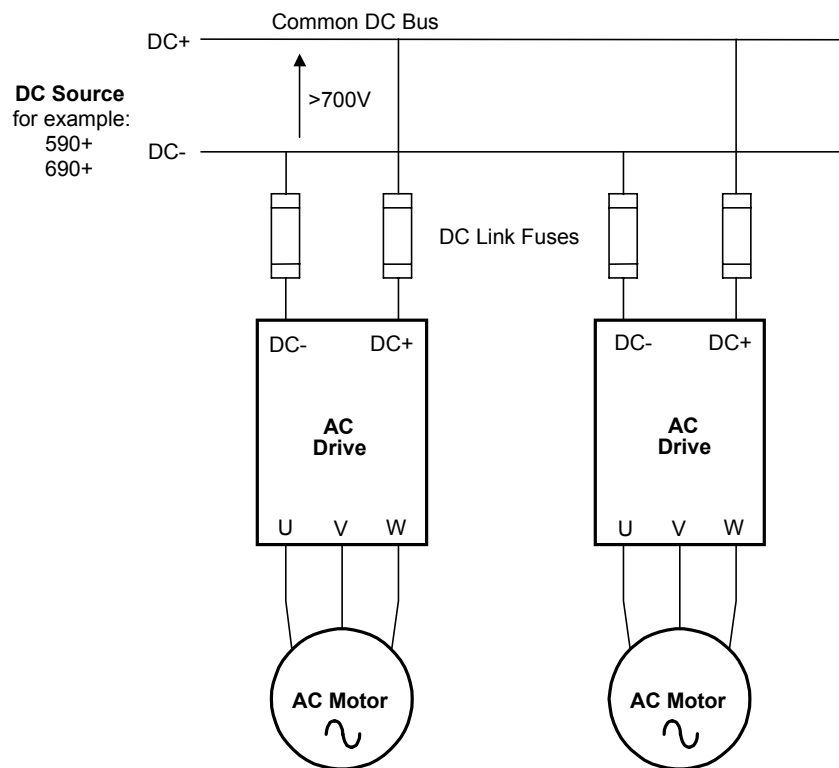 Common DC Bus
DC+
>700V
DC Source
for example:
590+
690+
DC-
DC Link Fuses
DC- DC+
AC
Drive
U V W
AC Motor
DC- DC+
AC
Drive
U V W
AC Motor